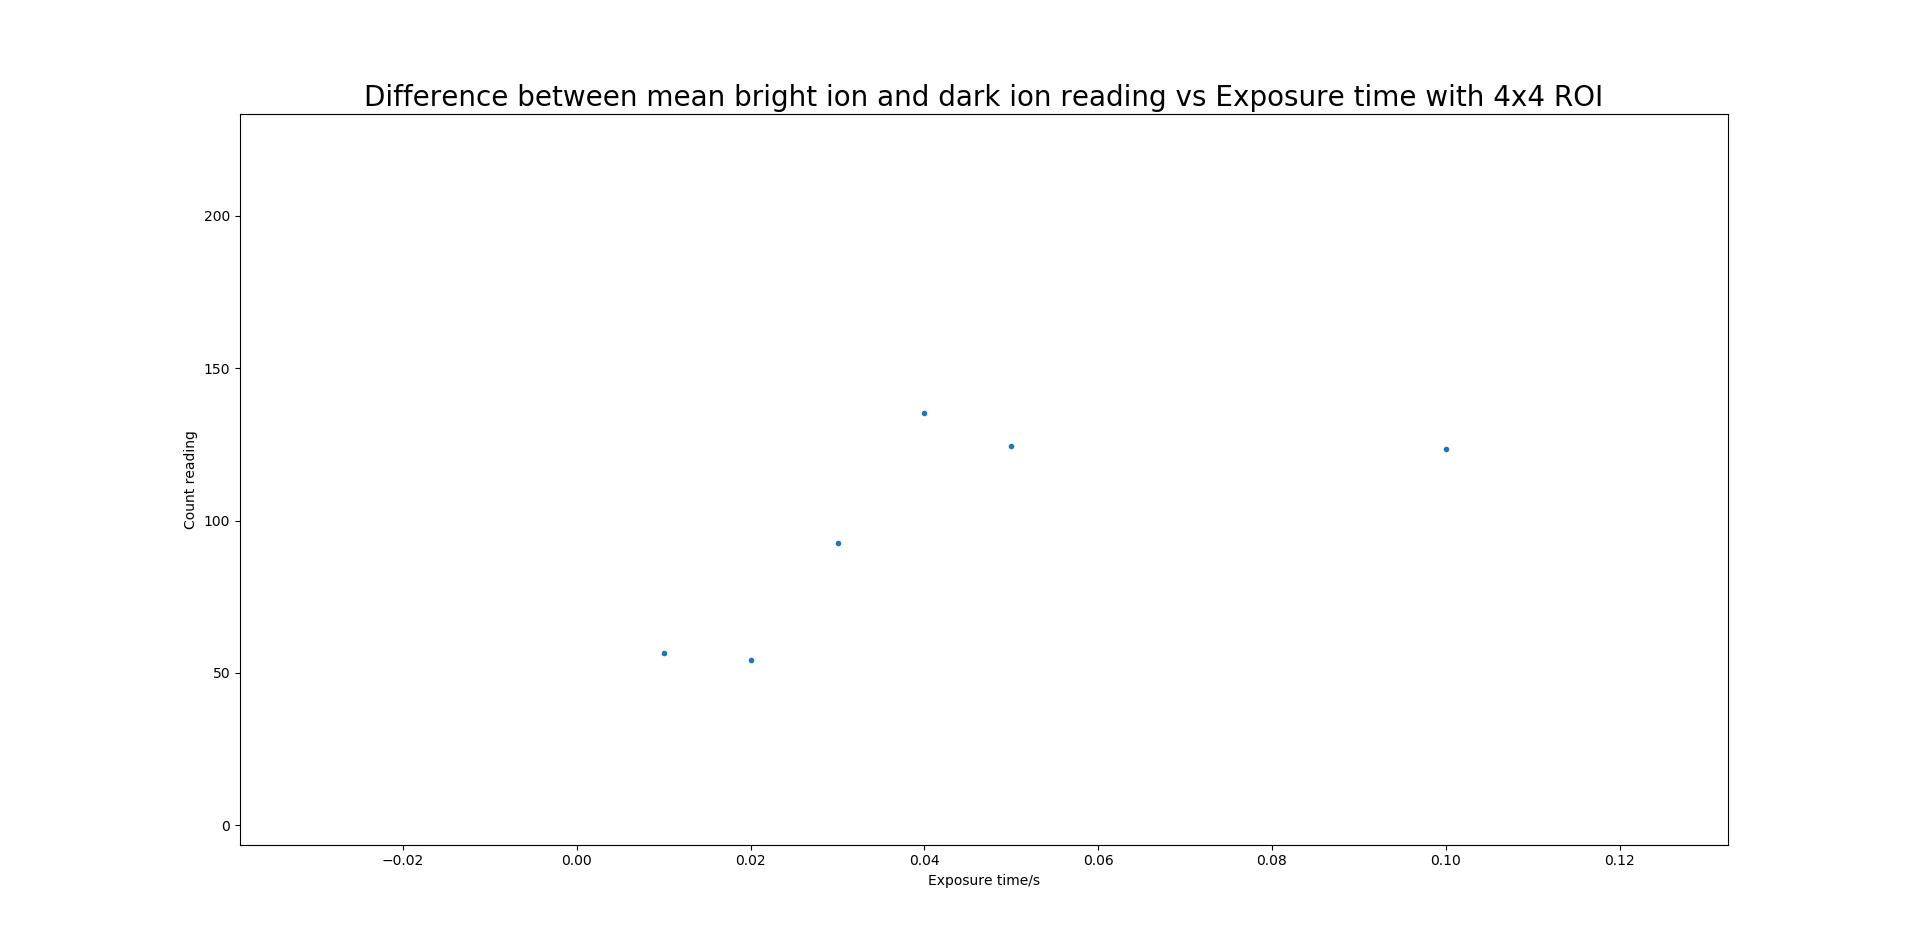 Difference between mean bright ion and dark ion reading vs Exposure time with 4x4 ROI
200
150
Count reading
100
50
0
−0.02 0.00 0.02 0.04 0.06 0.08 0.10 0.12
Exposure time/s